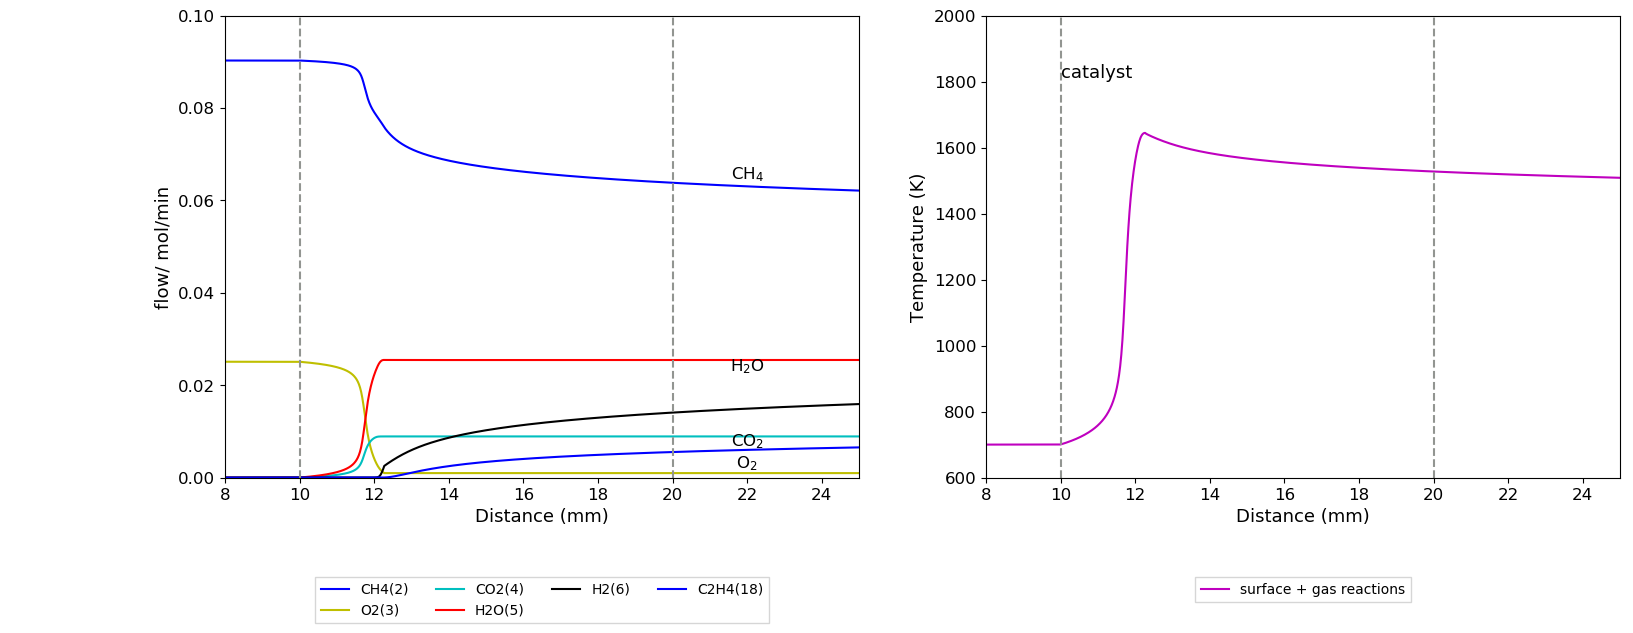 0.10
0.08
0.06
0.04
0.02
0.00
flow/ mol/min
CH4
H2O
CO2
O2
8 10 12 14 16 18 20 22 24
Distance (mm)
CH4(2) CO2(4) H2(6) C2H4(18)
O2(3) H2O(5)
2000
1800
1600
1400
1200
1000
800
600
Temperature (K)
catalyst
8 10 12 14 16 18 20 22 24
Distance (mm)
surface + gas reactions